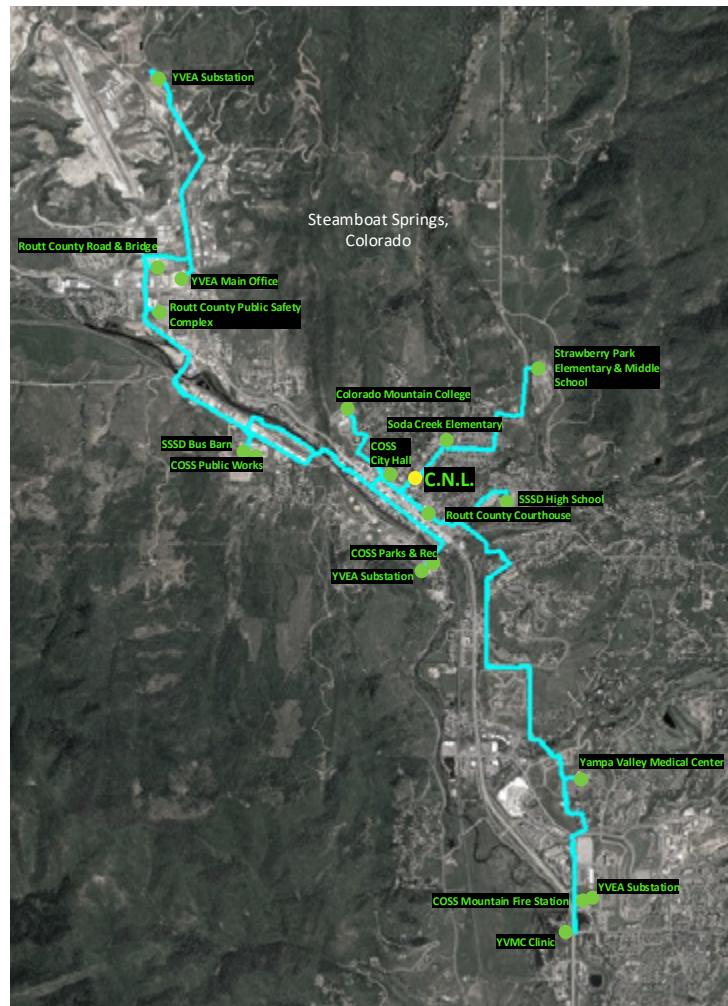 YVEA Substation
Steamboat Springs,
Colorado
Routt County Road & Bridge
YVEA Main Office
Routt County Public Safety
Complex
Strawberry Park
Elementary & Middle
School
Colorado Mountain College
Soda Creek Elementary
SSSD Bus Barn
COSS
City Hall
COSS Public Works
C.N.L.
SSSD High School
Routt County Courthouse
COSS Parks & Rec
YVEA Substation
Yampa Valley Medical Center
YVEA Substation
COSS Mountain Fire Station
YVMC Clinic